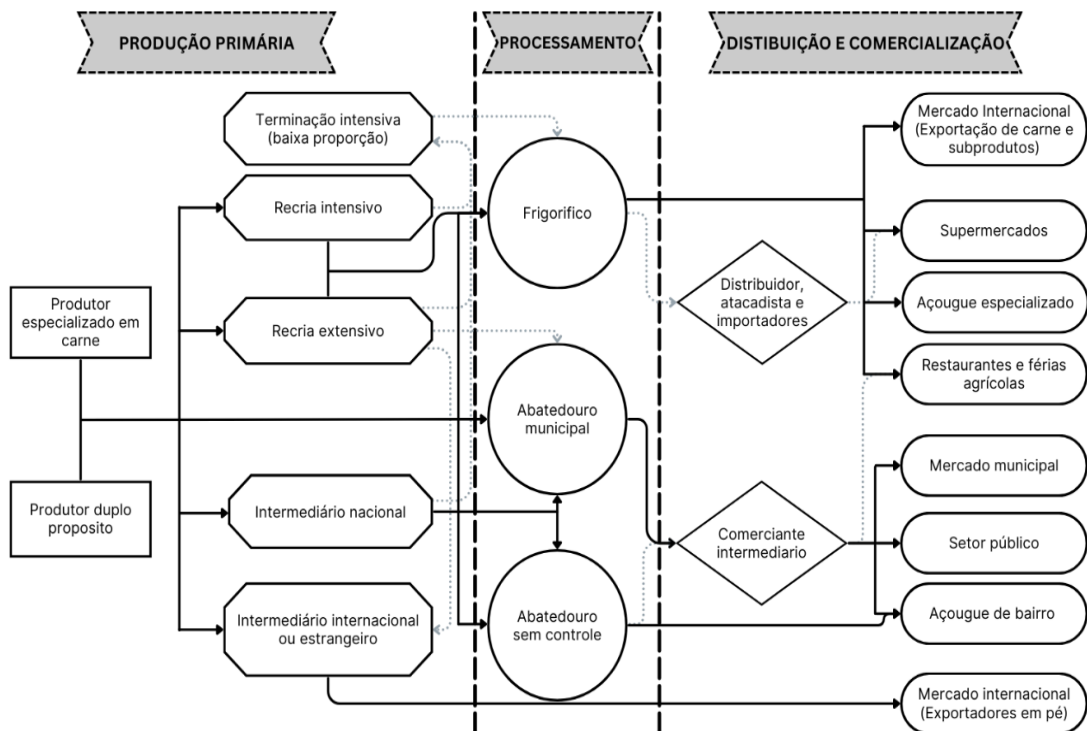 PRODUÇÃO PRIMÁRIA
PROCESSAMENTO
DISTIBUIÇÃO E COMERCIALIZAÇÃO
Terminação intensiva
(baixa proporção)
Recria intensivo
Produtor
especializado em
carne
Recria extensivo
Produtor duplo
proposito
Intermediário nacional
Intermediário internacional
ou estrangeiro
Frigorifico
Abatedouro
municipal
Abatedouro
sem controle
Distribuidor,
atacadista e
importadores
Comerciante
intermediario
Mercado Internacional
(Exportação de carne e
subprodutos)
Supermercados
Açougue especializado
Restaurantes e férias
agrícolas
Mercado municipal
Setor público
Açougue de bairro
Mercado internacional
(Exportadores em pé)